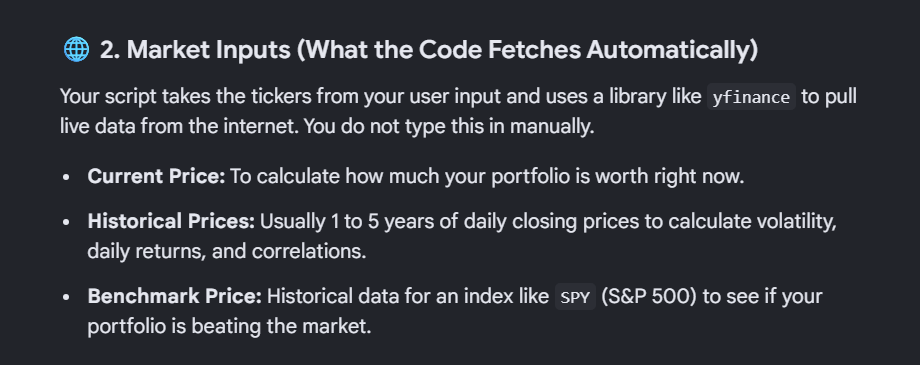 🌐 2. Market Inputs (What the Code Fetches Automatically)
Your script takes the tickers from your user input and uses a library like yfinance to pull
live data from the internet. You do not type this in manually.
• Current Price: To calculate how much your portfolio is worth right now.
• Historical Prices: Usually 1 to 5 years of daily closing prices to calculate volatility,
daily returns, and correlations.
• Benchmark Price: Historical data for an index like SPY (S&P 500) to see if your
portfolio is beating the market.